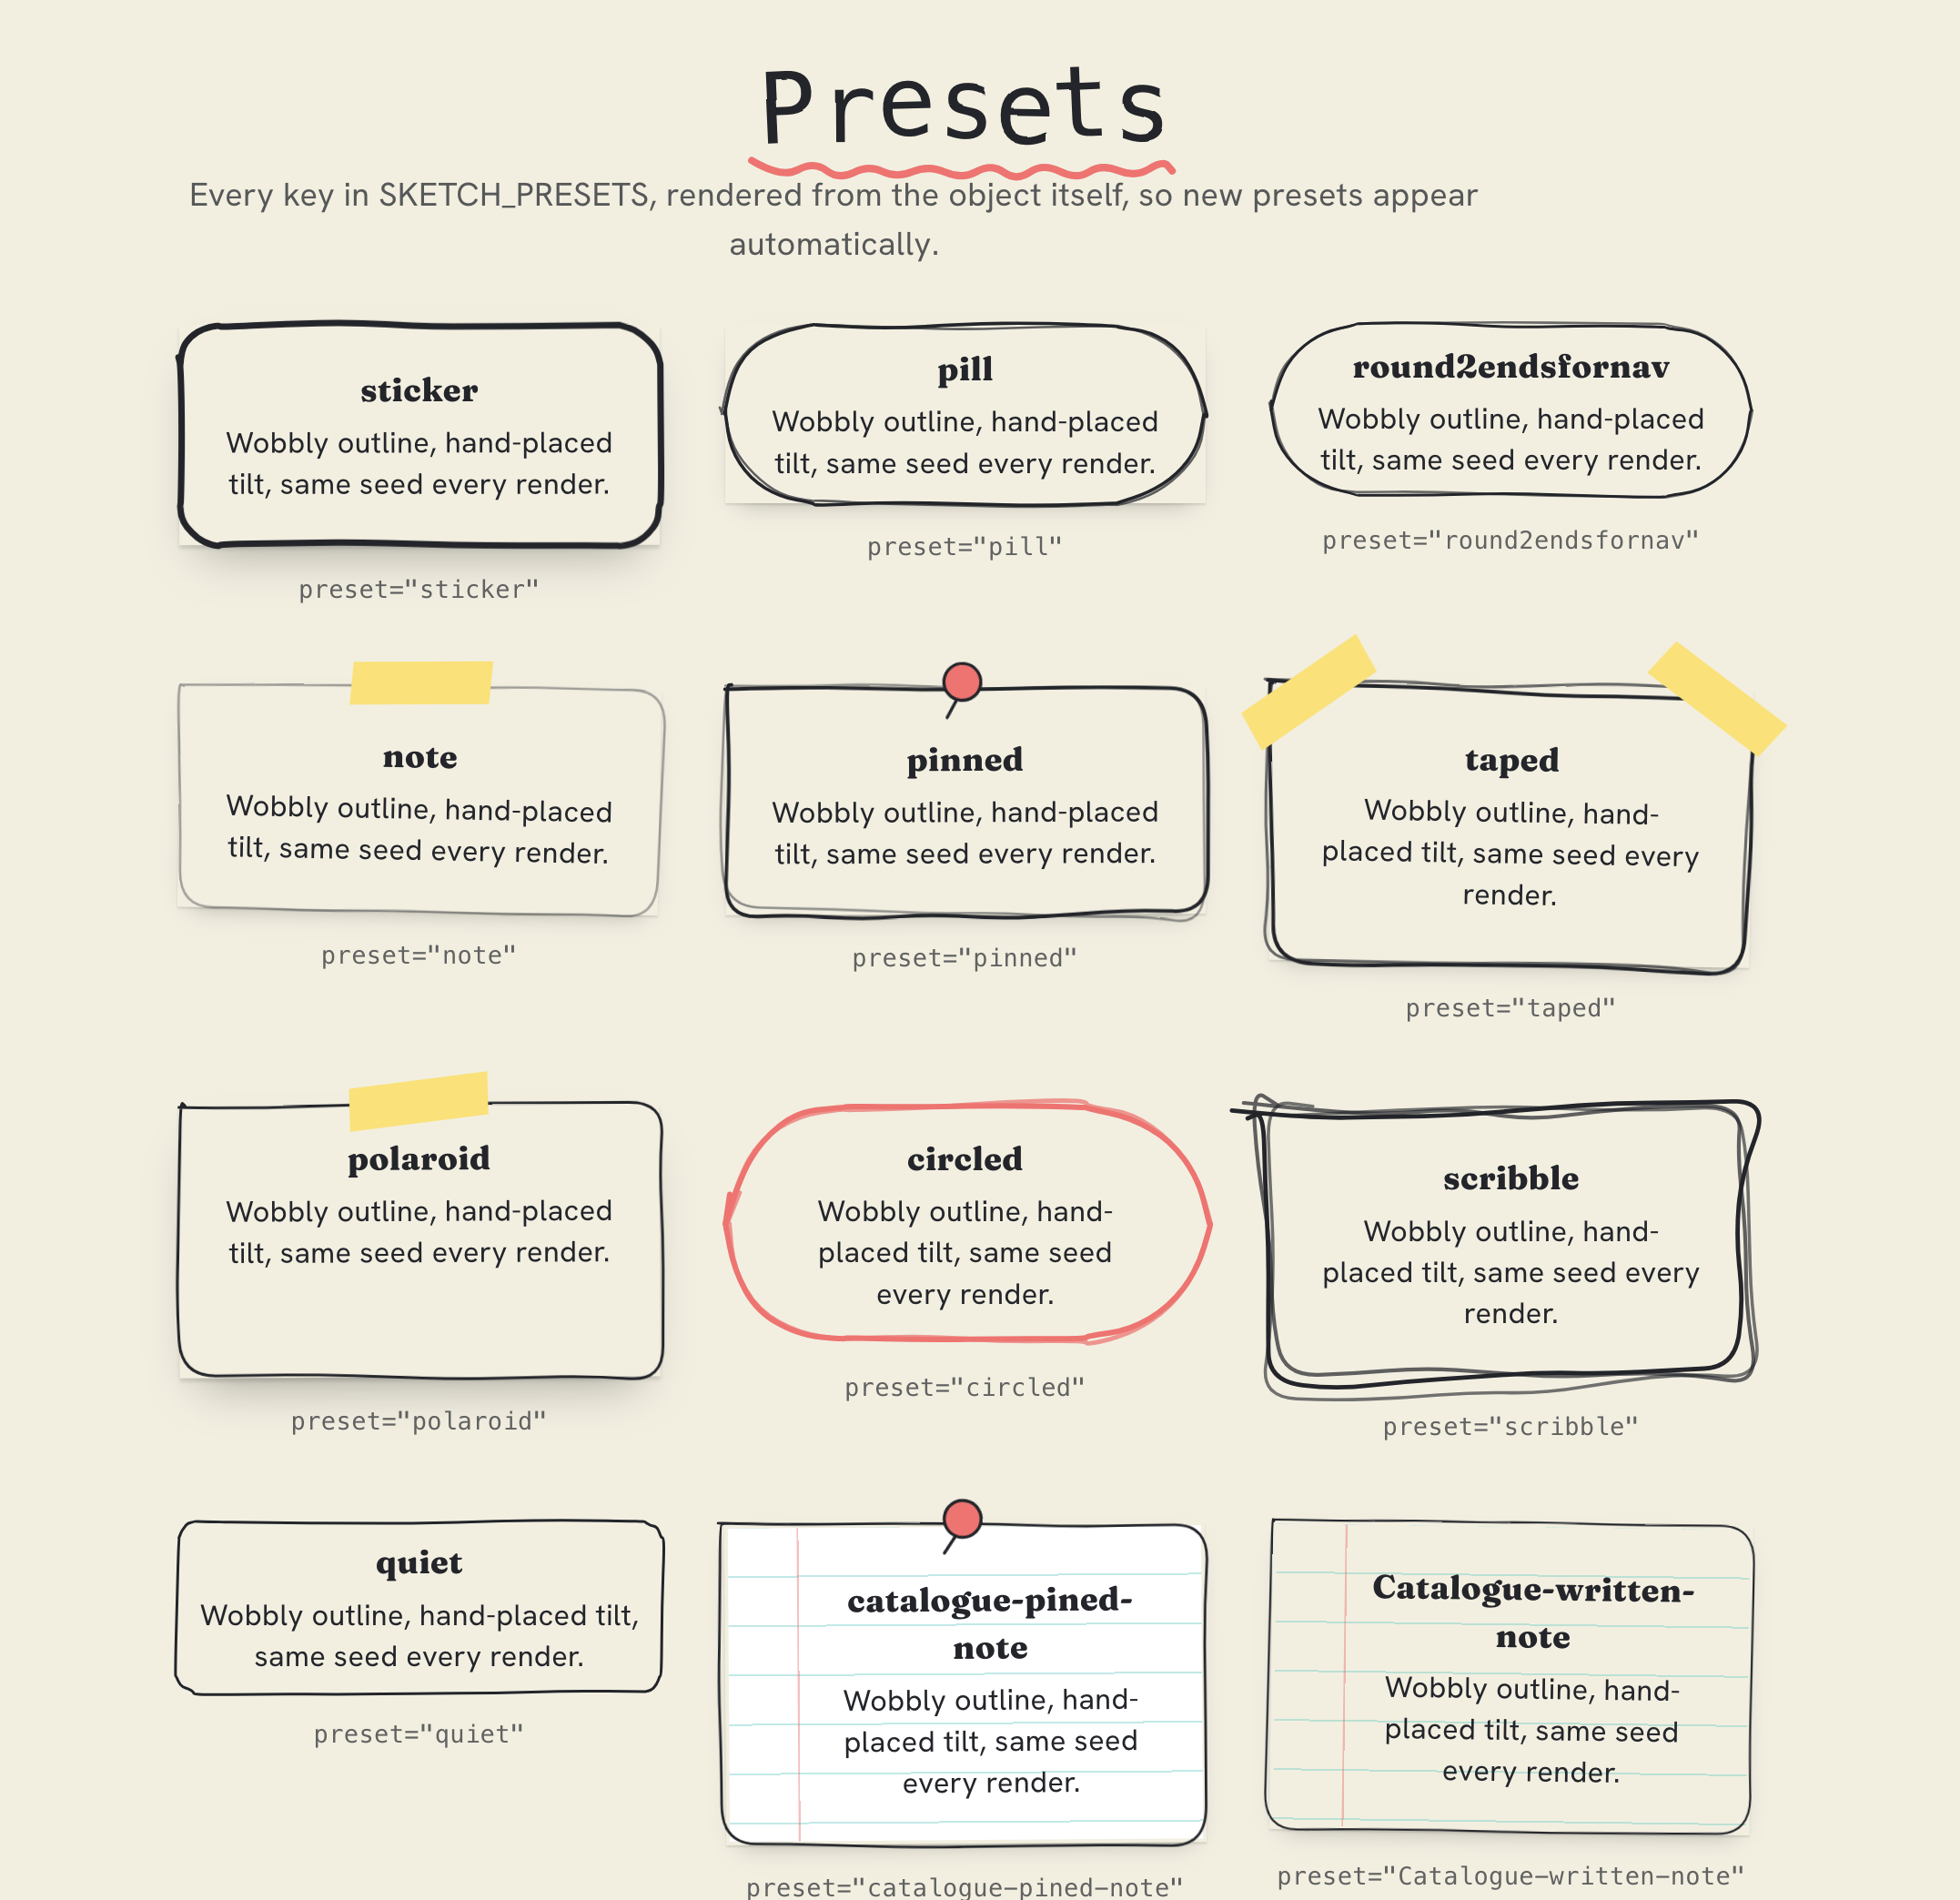 Presets
Every key in SKETCH_PRESETS, rendered from the object itself, so new presets appear
automatically.
sticker
Wobbly outline, hand-placed
tilt, same seed every render.
preset="sticker"
pill
Wobbly outline, hand-placed
tilt, same seed every render.
preset="pill"
round2endsfornav
Wobbly outline, hand-placed
tilt, same seed every render.
preset="round2endsfornav"
note
Wobbly outline, hand-placed
tilt, same seed every render.
preset="note"
pinned
Wobbly outline, hand-placed
tilt, same seed every render.
preset="pinned"
taped
Wobbly outline, hand-
placed tilt, same seed every
render.
preset="taped"
polaroid
Wobbly outline, hand-placed
tilt, same seed every render.
preset="polaroid"
circled
Wobbly outline, hand-
placed tilt, same seed
every render.
preset="circled"
scribble
Wobbly outline, hand-
placed tilt, same seed every
render.
preset="scribble"
quiet
Wobbly outline, hand-placed tilt,
same seed every render.
preset="quiet"
catalogue-pined-
note
Wobbly outline, hand-
placed tilt, same seed
every render.
preset="catalogue-pined-note"
Catalogue-written-
note
Wobbly outline, hand-
placed tilt, same seed
every render.
preset="Catalogue-written-note"